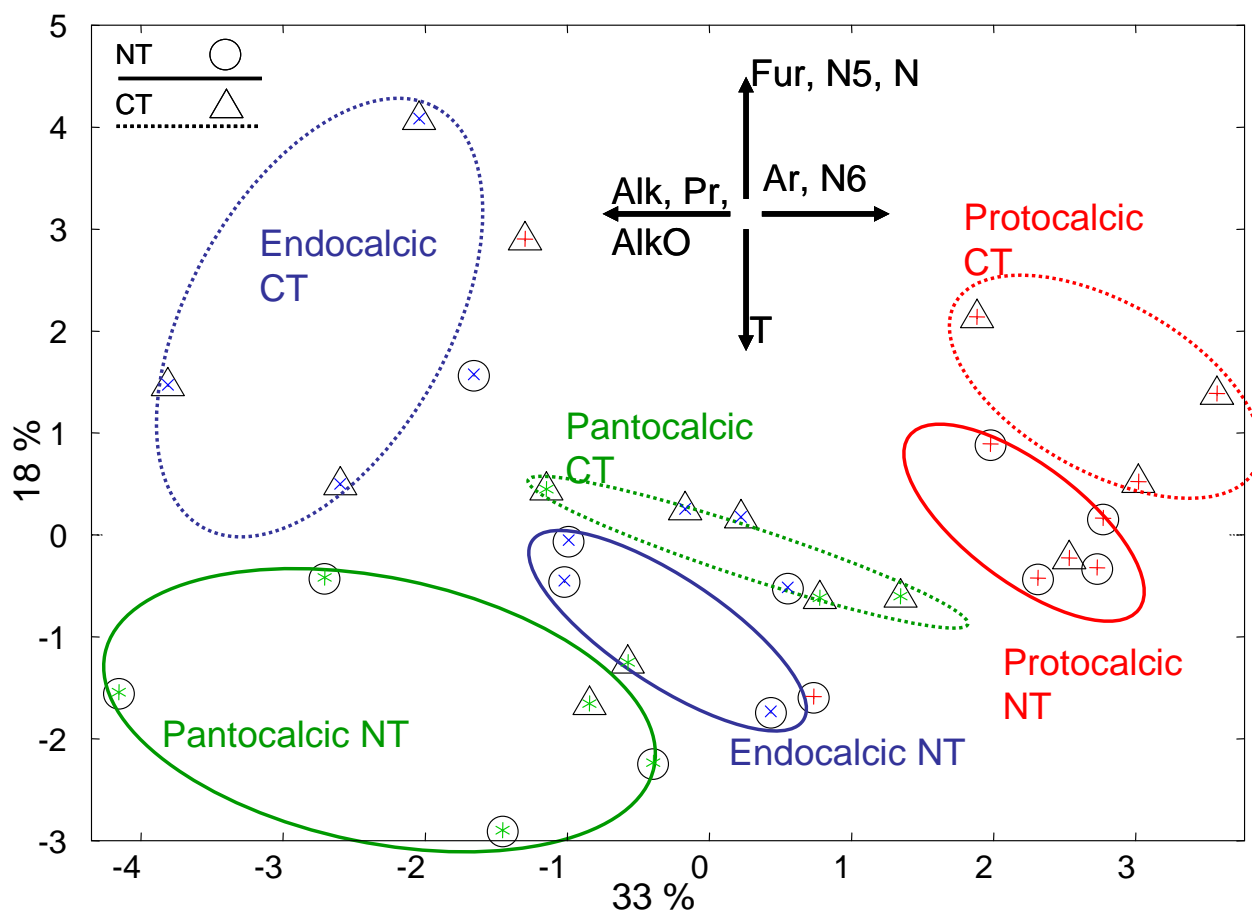 5
NT
CT
Fur, N5, N
4
Alk, Pr,
Ar, N6
3
Endocalcic
CT
AlkO
Protocalcic
CT
2
T
1
Pantocalcic
CT
18 %
0
-1
Protocalcic
NT
-2
Pantocalcic NT
Endocalcic NT
-3
-4
-3
-2
-1
0
1
2
3
33 %